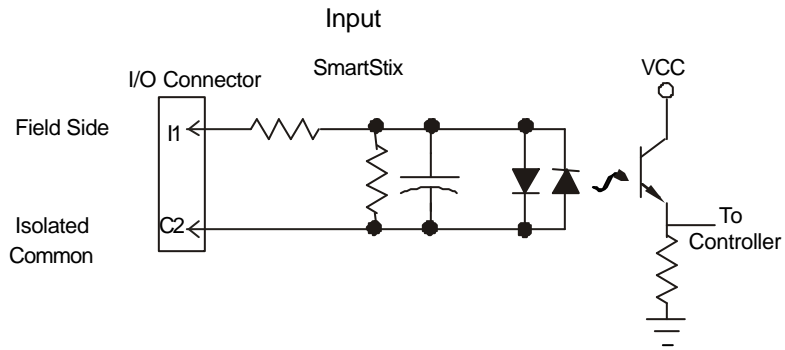 Input
SmartStix
I/O Connector
VCC
Field Side
I1
Isolated
Common
C2
To
Controller